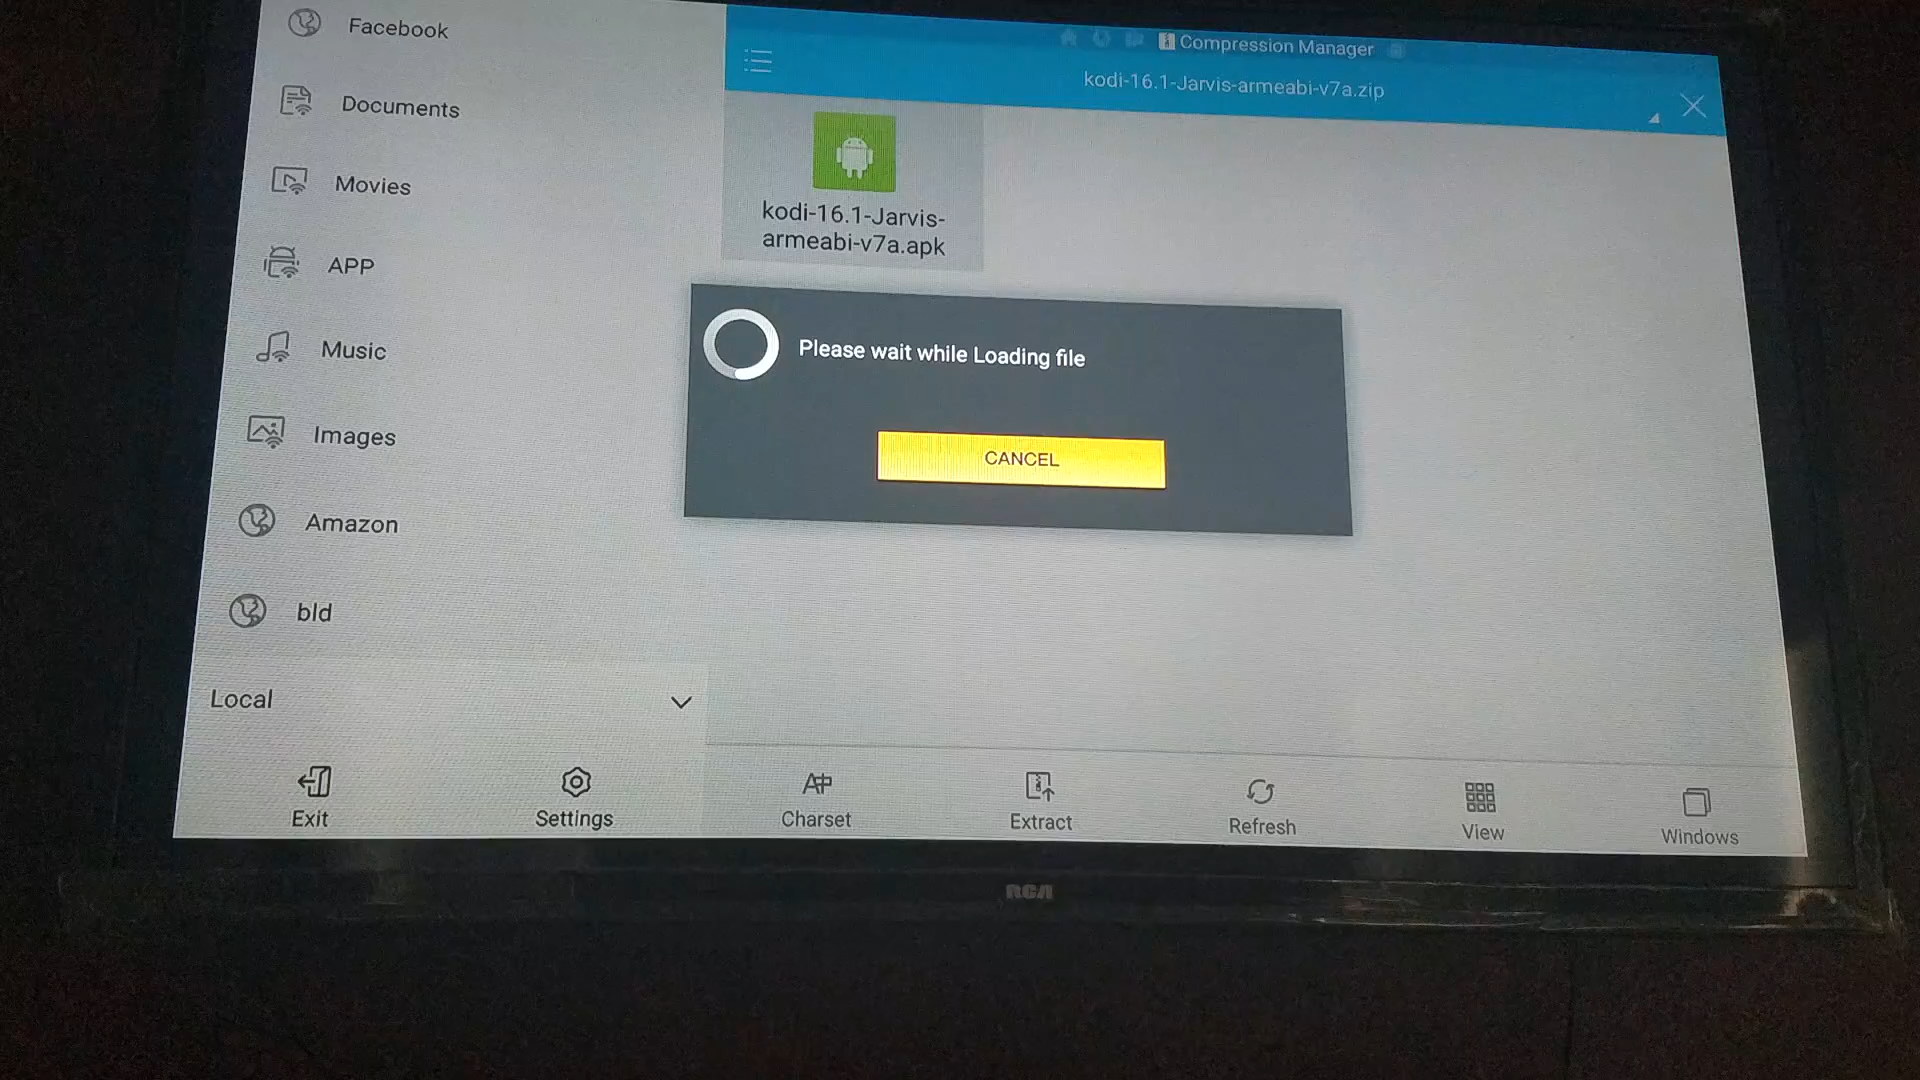 Facebook
Documents
Movies
APP
Music
Images
Amazon
bld
Local
Exit
Settings
Compression Manager
kodi-16.1-Jarvis-armeabi-v7a.zip
kodi-16.1-Jarvis-
armeabi-v7a.apk
Please wait while Loading file
CANCEL
Charset
Extract
Refresh
View
Windows
RCA